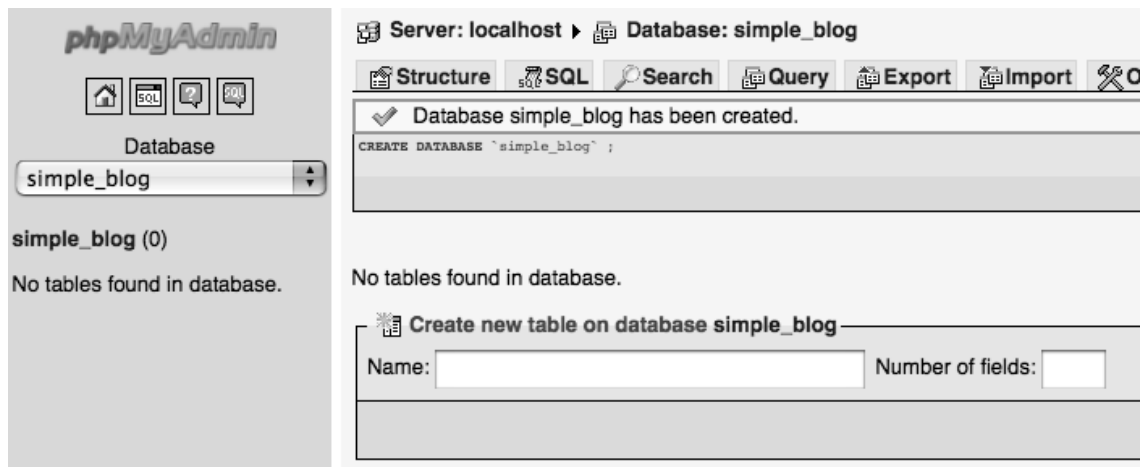 phpMyAdmin
Database
simple_blog
simple_blog (0)
No tables found in database.
Server: localhost ▸ Database: simple_blog
Structure SQL Search Query Export Import
Database simple_blog has been created.
CREATE DATABASE `simple_blog` ;
No tables found in database.
Create new table on database simple_blog
Name: Number of fields: